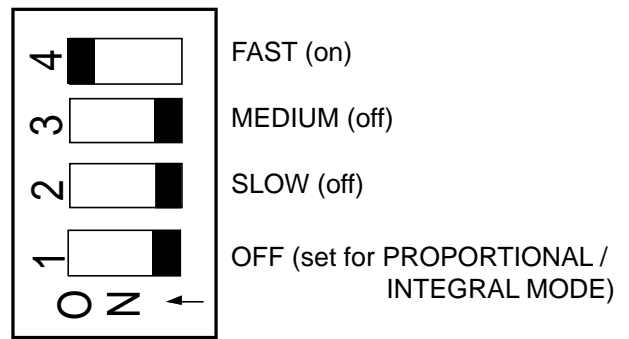 4 FAST (on)
3 MEDIUM (off)
2 SLOW (off)
1 OFF (set for PROPORTIONAL /
INTEGRAL MODE)
ON ←